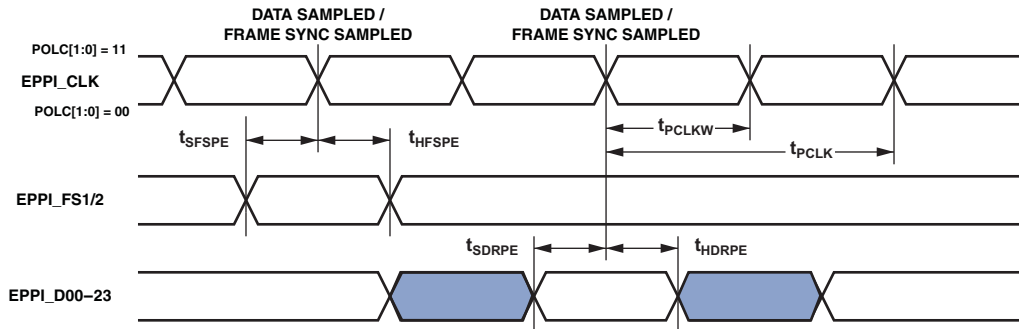 DATA SAMPLED /
FRAME SYNC SAMPLED
DATA SAMPLED /
FRAME SYNC SAMPLED
POLC[1:0] = 11
EPPI_CLK
POLC[1:0] = 00
tSFSPE
tHFSPE
tPCLKW
tPCLK
EPPI_FS1/2
tSDRPE
tHDRPE
EPPI_D00–23